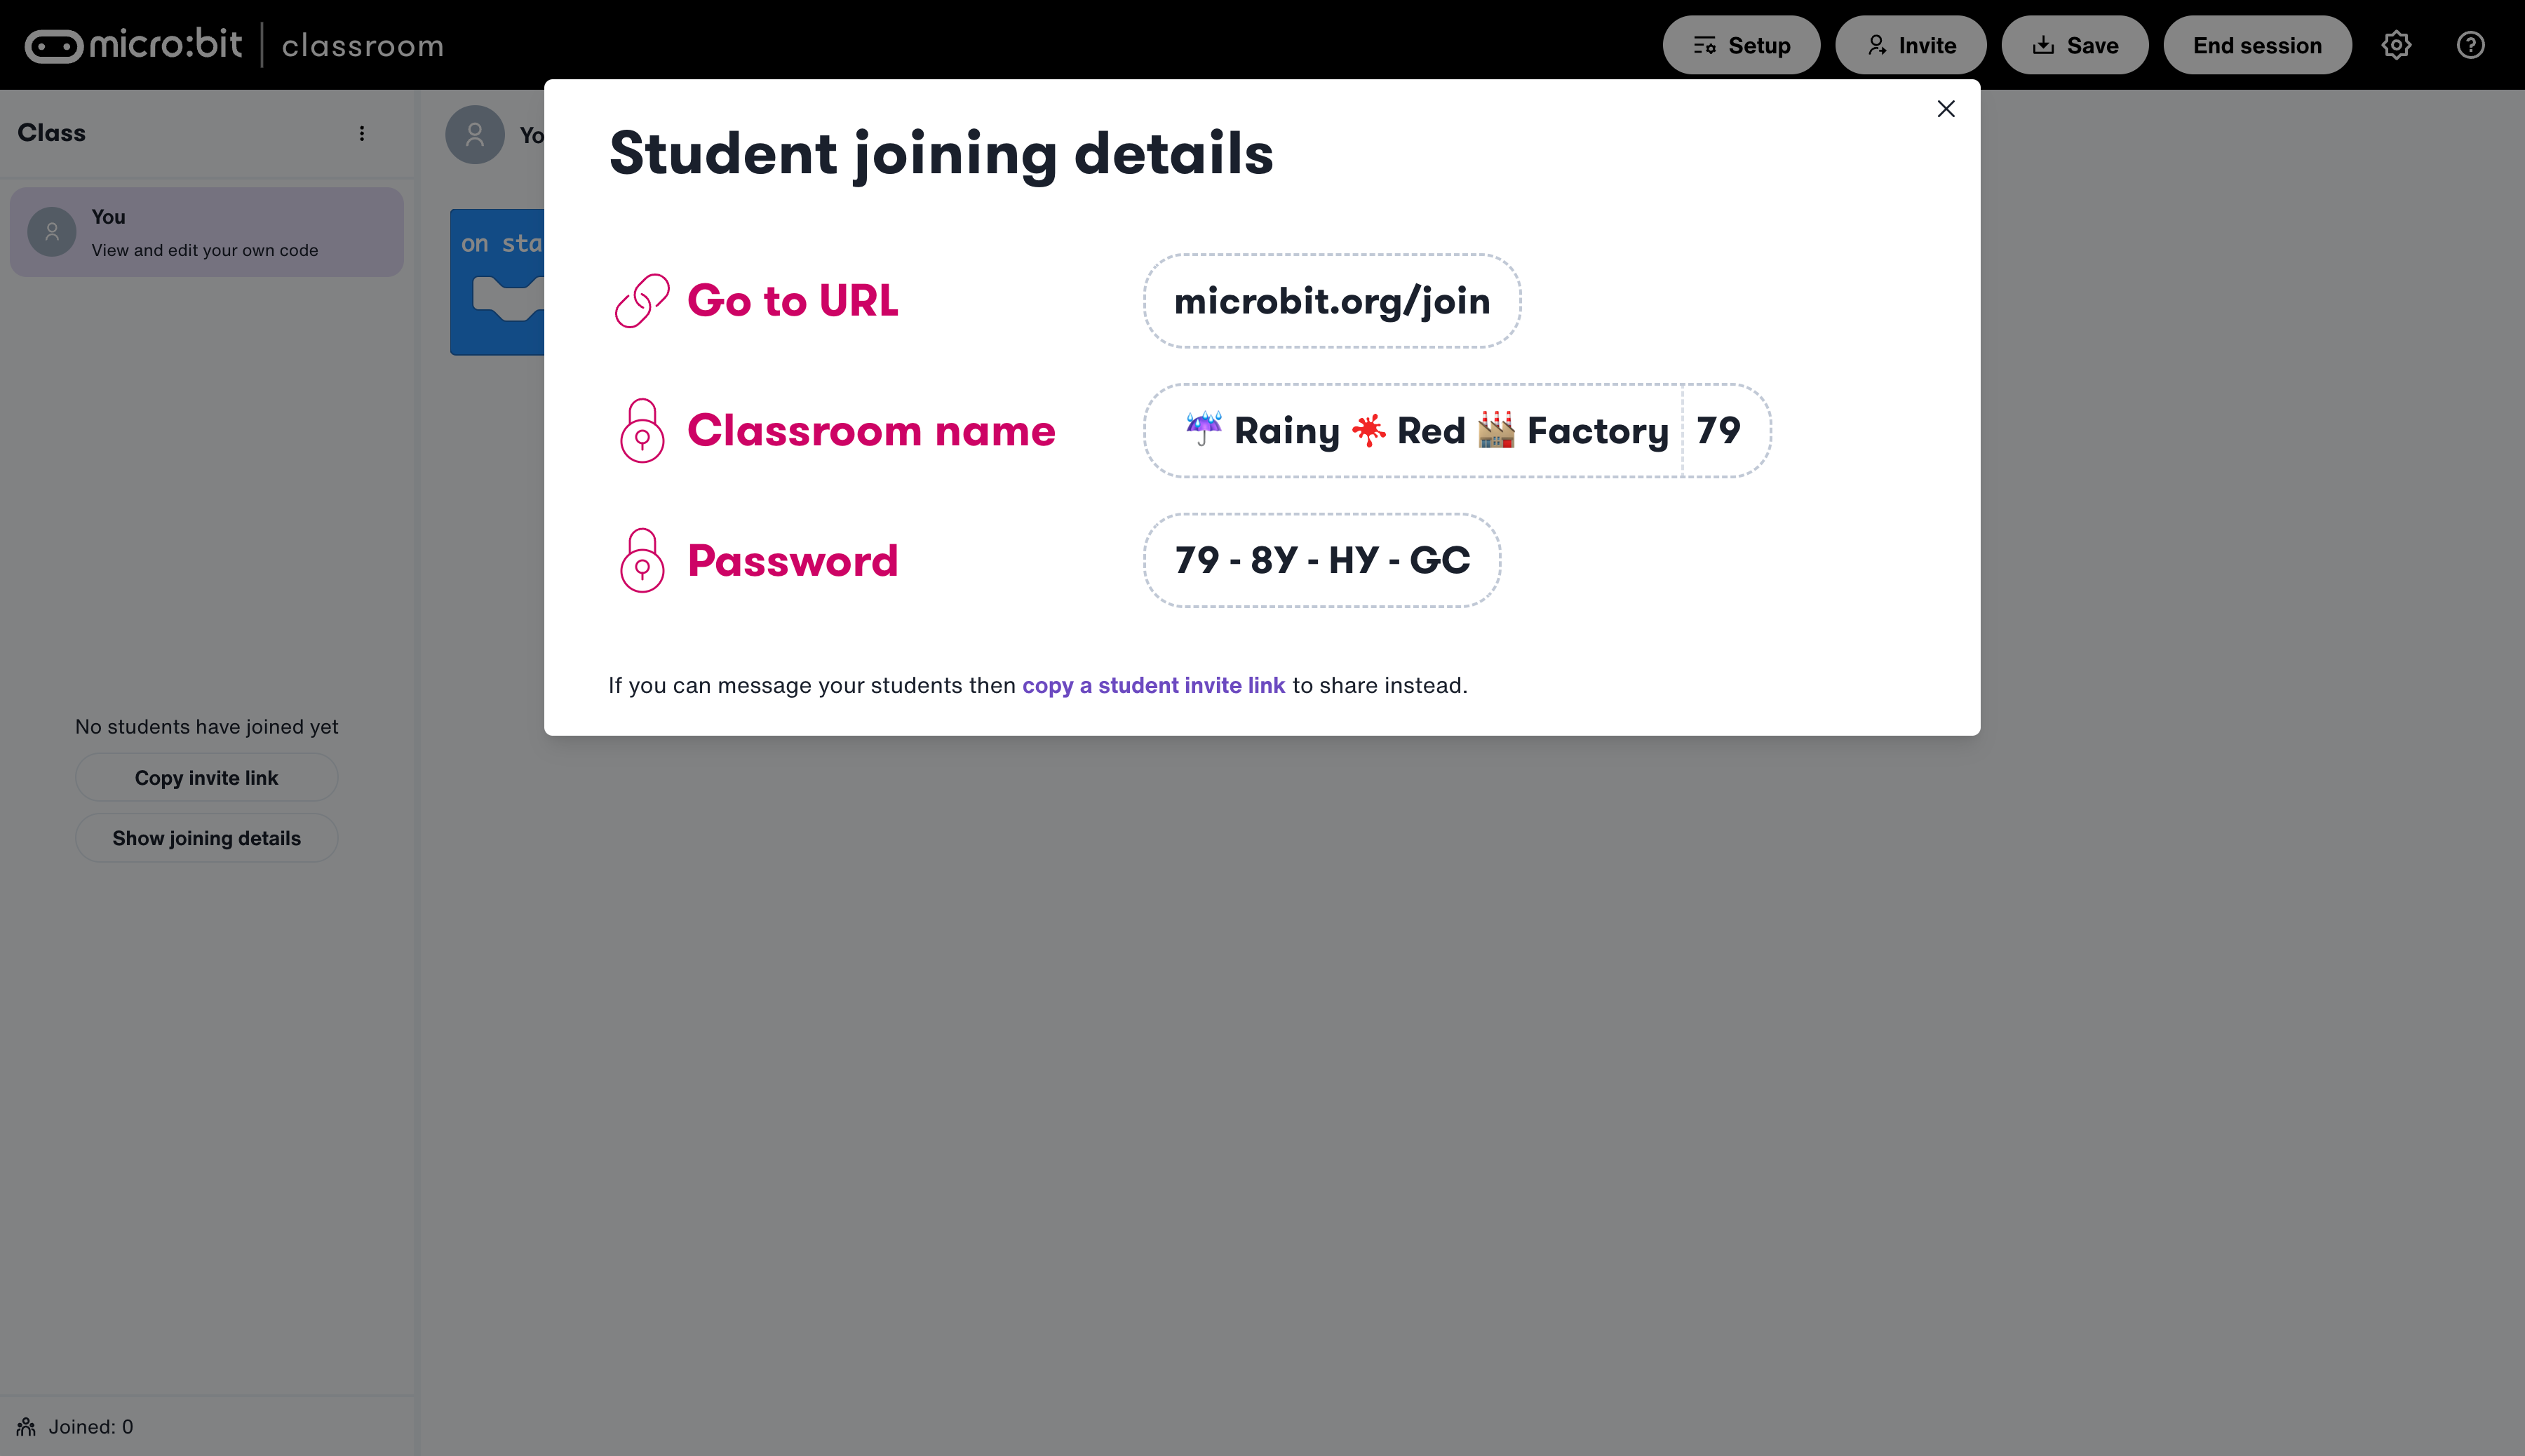 micro:bit | classroom
Setup
Invite
Save
End session
Class
You
View and edit your own code
No students have joined yet
Copy invite link
Show joining details
Joined: 0
Yo
on sta
Student joining details
Go to URL
microbit.org/join
Classroom name
☔ Rainy Red 🏭 Factory 79
Password
79 - 8Y - HY - GC
If you can message your students then copy a student invite link to share instead.